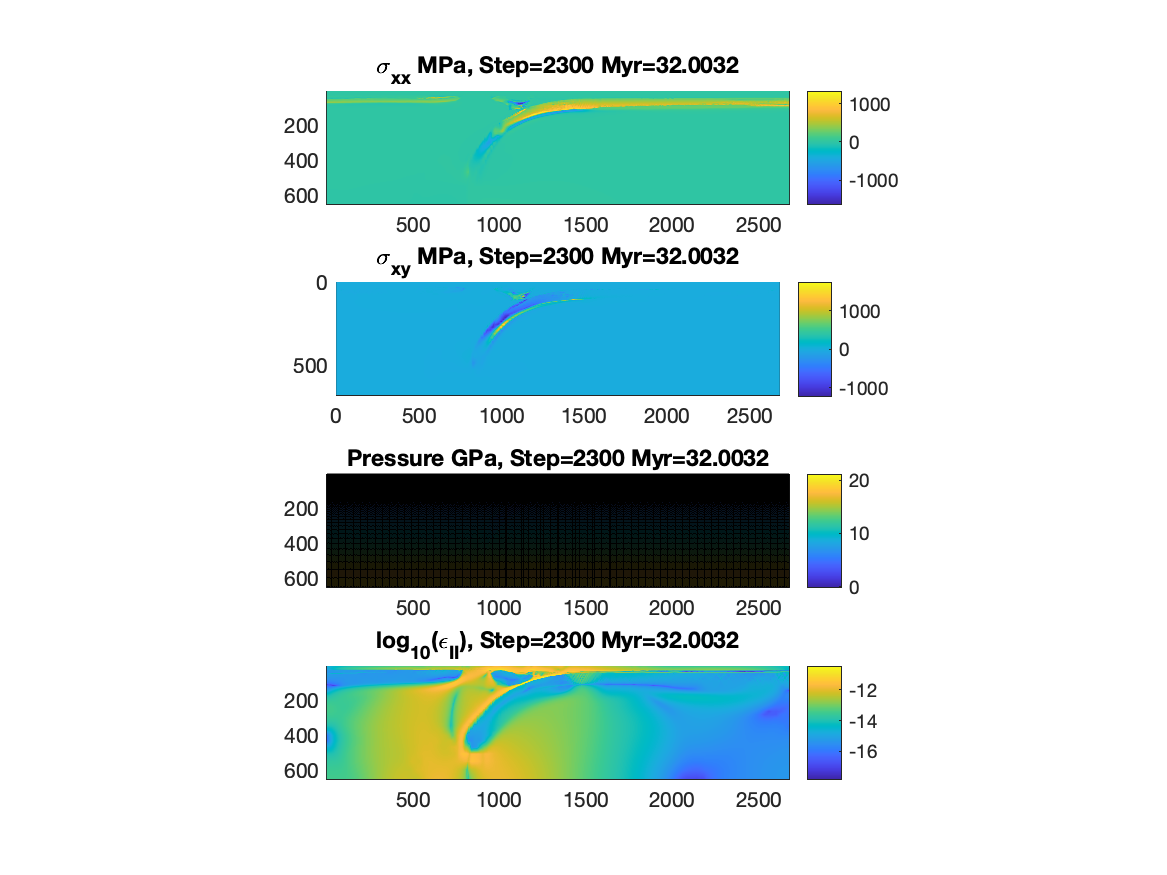 σxx MPa, Step=2300 Myr=32.0032
200
400
600
1000
0
-1000
500 1000 1500 2000 2500
σxy MPa, Step=2300 Myr=32.0032
0
500
1000
0
-1000
0 500 1000 1500 2000 2500
Pressure GPa, Step=2300 Myr=32.0032
200
400
600
20
10
0
500 1000 1500 2000 2500
log10(ϵII), Step=2300 Myr=32.0032
200
400
600
-12
-14
-16
500 1000 1500 2000 2500